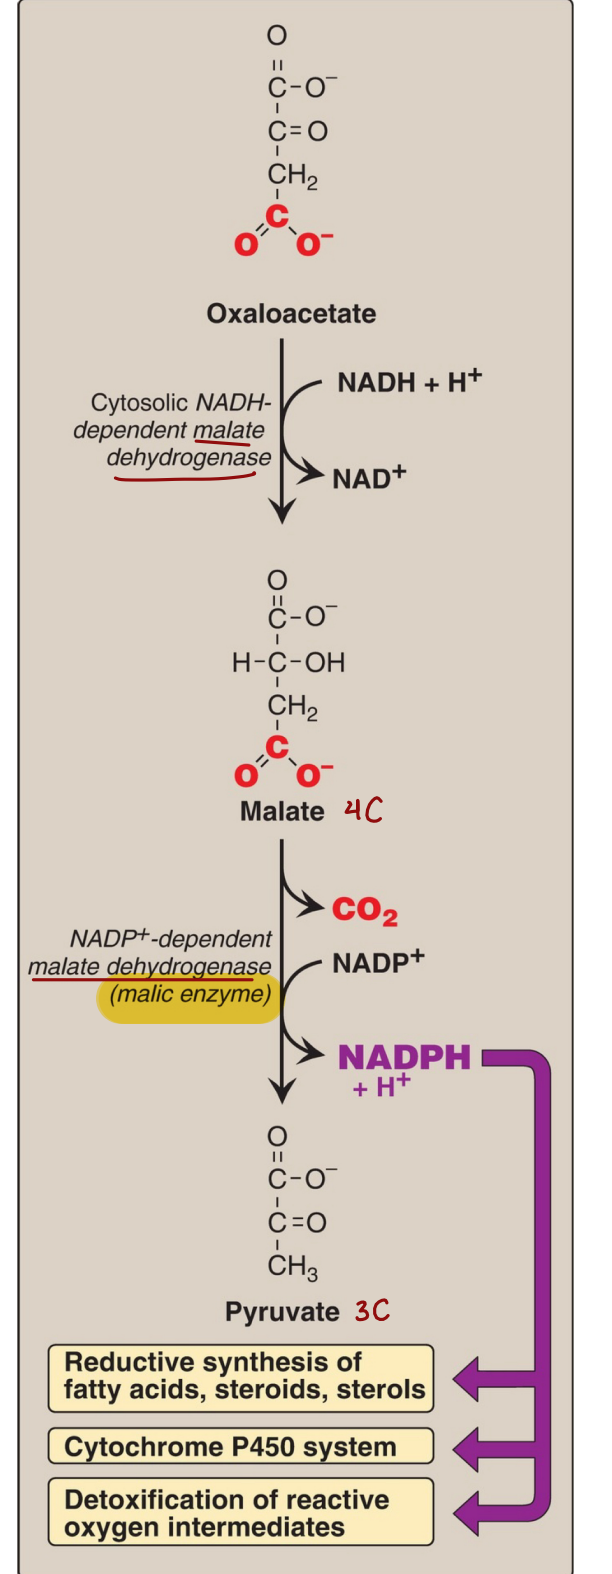 O
C–O⁻
C=O
CH₂
C
O O⁻
Oxaloacetate
NADH + H⁺
Cytosolic NADH-
dependent malate
dehydrogenase
NAD⁺
O
C–O⁻
H–C–OH
CH₂
C
O O⁻
Malate 4C
CO₂
NADP⁺-dependent
malate dehydrogenase
(malic enzyme)
NADP⁺
NADPH
+ H⁺
O
C–O⁻
C=O
CH₃
Pyruvate 3C
Reductive synthesis of
fatty acids, steroids, sterols
Cytochrome P450 system
Detoxification of reactive
oxygen intermediates